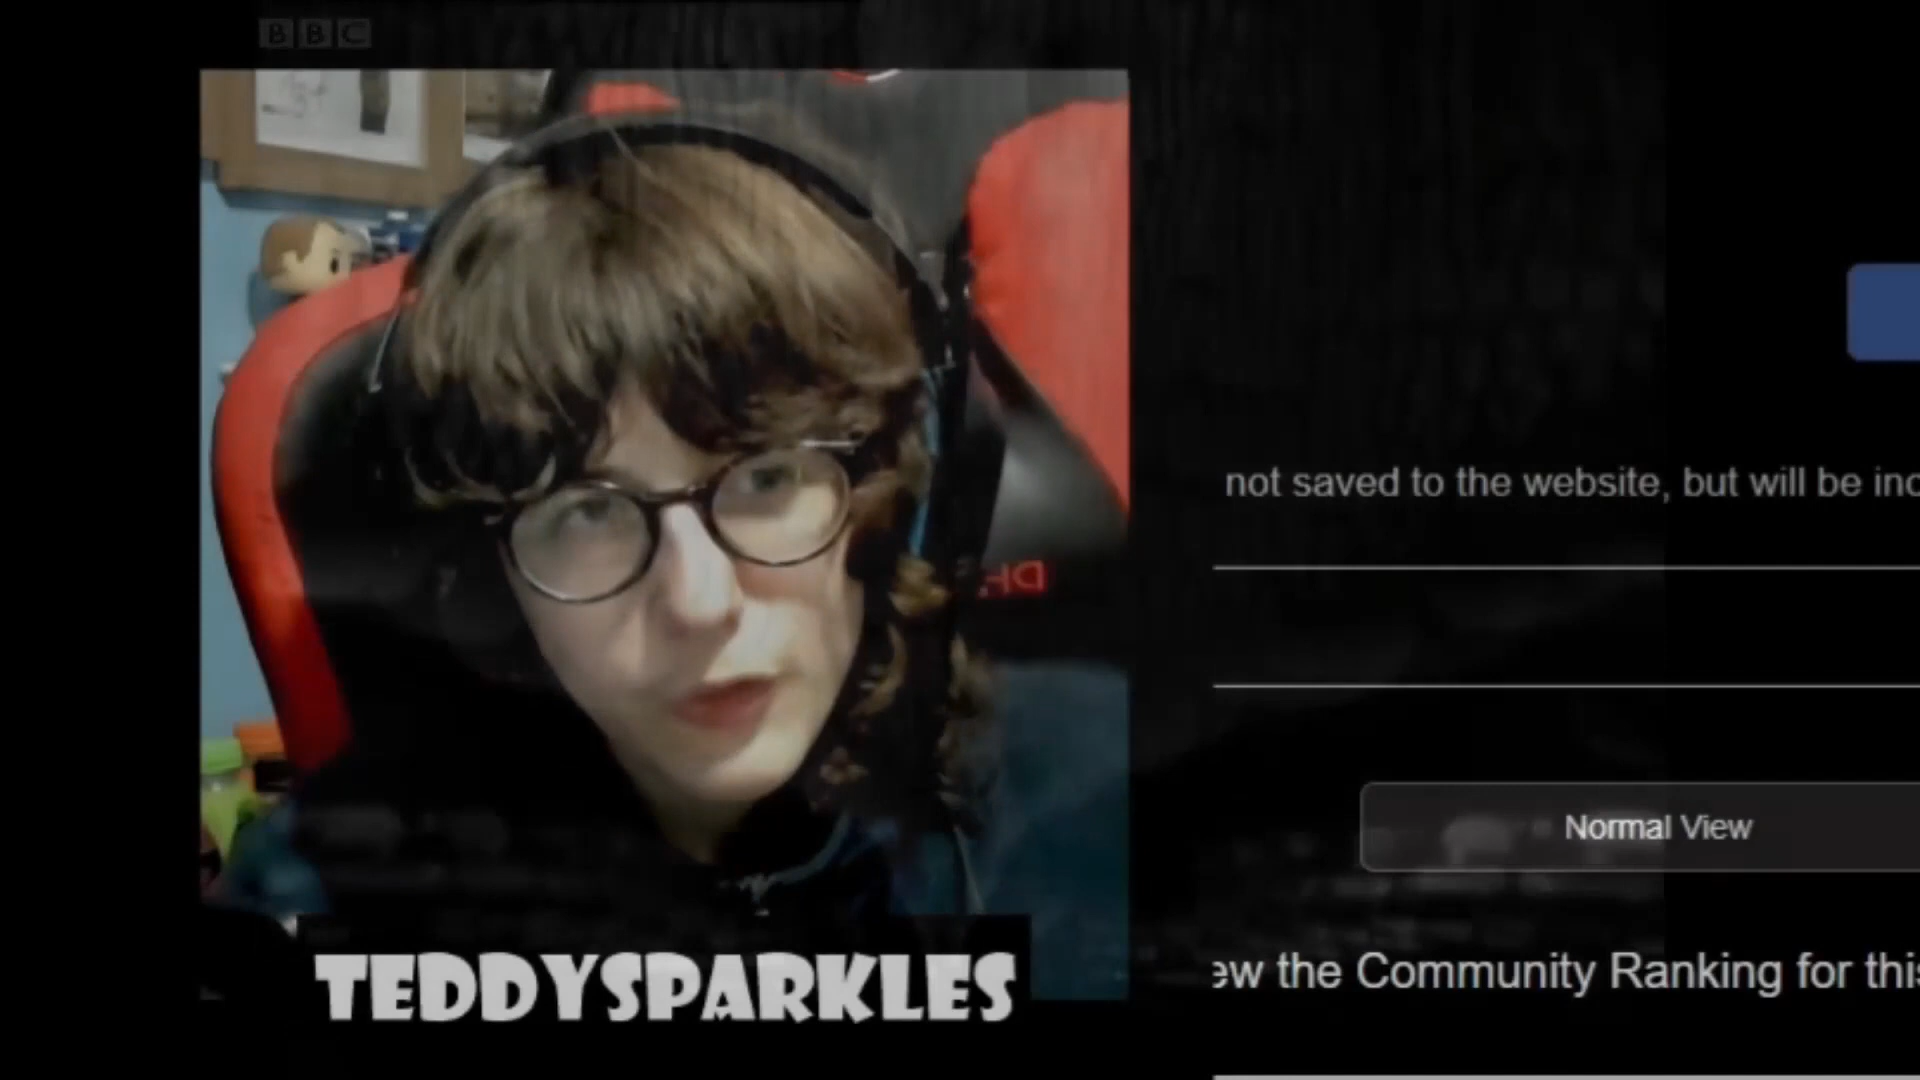 BBC
not saved to the website, but will be inc
Normal View
ew the Community Ranking for this
TEDDYSPARKLES